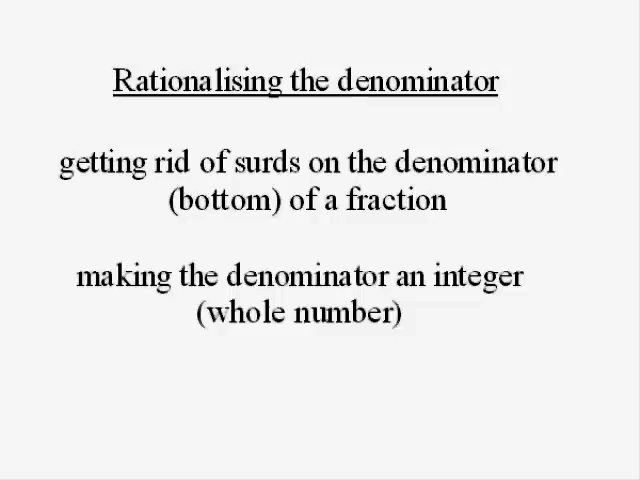 Rationalising the denominator
getting rid of surds on the denominator
(bottom) of a fraction
making the denominator an integer
(whole number)